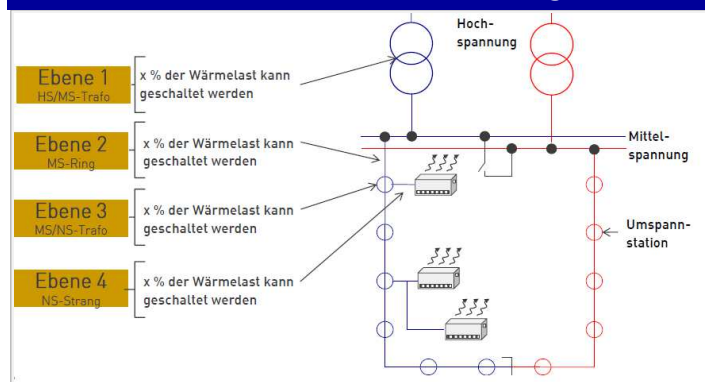 Hoch-
spannung
Ebene 1
HS/MS-Trafo
x % der Wärmelast kann
geschaltet werden
Ebene 2
MS-Ring
x % der Wärmelast kann
geschaltet werden
Mittel-
spannung
Ebene 3
MS/NS-Trafo
x % der Wärmelast kann
geschaltet werden
Umspann-
station
Ebene 4
NS-Strang
x % der Wärmelast kann
geschaltet werden